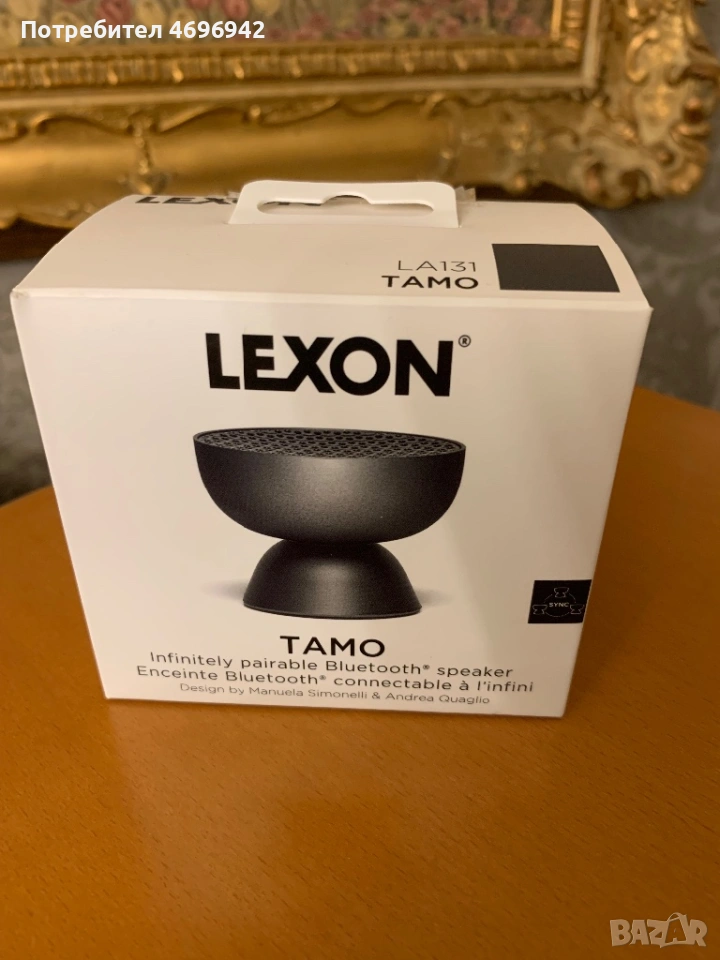 Потребител 4696942
LEXON
LA131
TAMO
LEXON®
SYNC
TAMO
Infinitely pairable Bluetooth® speaker
Enceinte Bluetooth® connectable à l'infini
Design by Manuela Simonelli & Andrea Quaglio
BAZAR